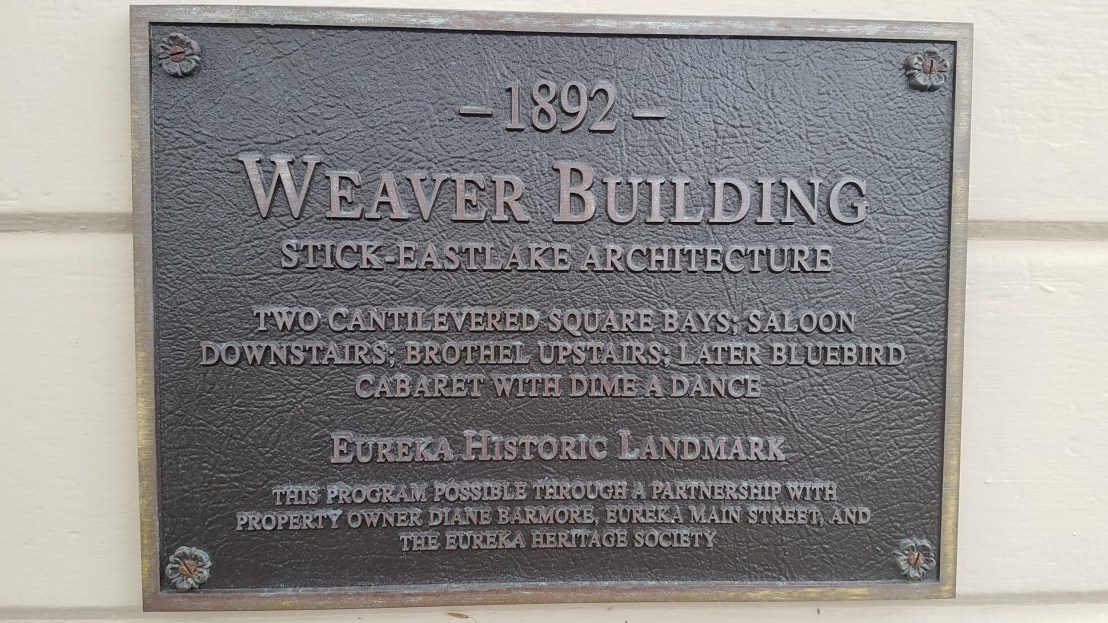 – 1892 –
WEAVER BUILDING
STICK-EASTLAKE ARCHITECTURE
TWO CANTILEVERED SQUARE BAYS; SALOON
DOWNSTAIRS; BROTHEL UPSTAIRS; LATER BLUEBIRD
CABARET WITH DIME A DANCE
EUREKA HISTORIC LANDMARK
THIS PROGRAM POSSIBLE THROUGH A PARTNERSHIP WITH
PROPERTY OWNER DIANE BARMORE, EUREKA MAIN STREET, AND
THE EUREKA HERITAGE SOCIETY